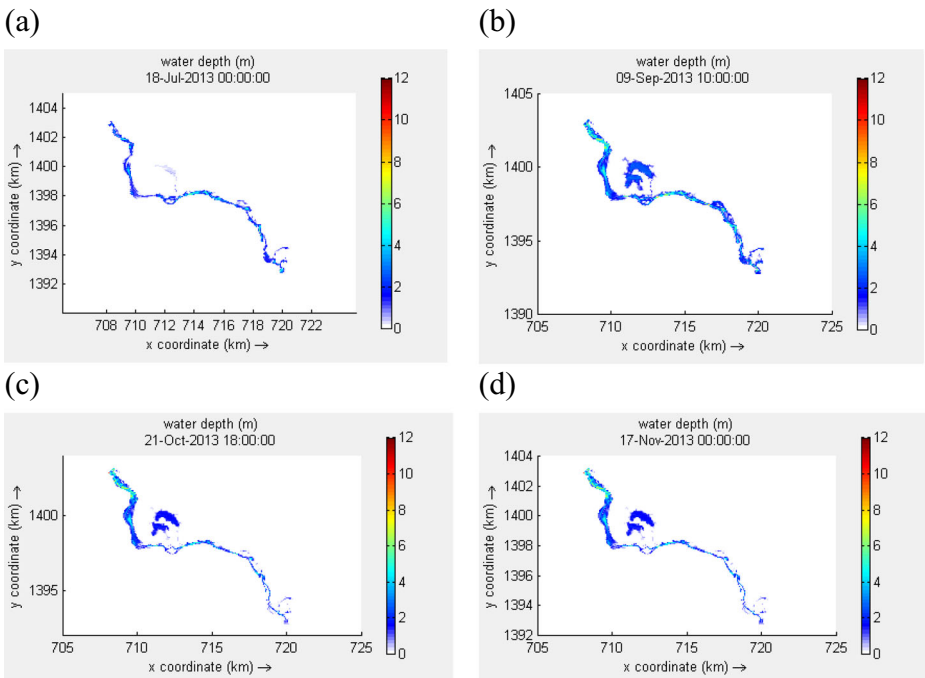 (a)
water depth (m)
18-Jul-2013 00:00:00
12
10
8
6
4
2
0
1404
1402
1400
1398
1396
1394
1392
y coordinate (km) →
708 710 712 714 716 718 720 722
x coordinate (km) →
(b)
water depth (m)
09-Sep-2013 10:00:00
12
10
8
6
4
2
0
1405
1400
1395
1390
y coordinate (km) →
705 710 715 720 725
x coordinate (km) →
(c)
water depth (m)
21-Oct-2013 18:00:00
12
10
8
6
4
2
0
1400
1395
y coordinate (km) →
705 710 715 720 725
x coordinate (km) →
(d)
water depth (m)
17-Nov-2013 00:00:00
12
10
8
6
4
2
0
1404
1402
1400
1398
1396
1394
1392
y coordinate (km) →
705 710 715 720 725
x coordinate (km) →